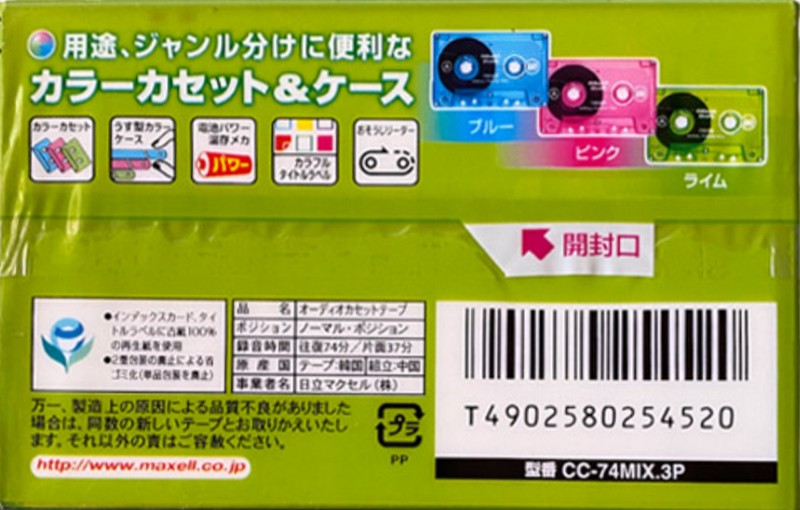 用途、ジャンル分けに便利な
カラーカセット&ケース
カラーカセット
うす型カラー
ケース
電池パワー
温存メカ
パワー
カラフル
タイトルラベル
おそうじリーダー
ブルー
ピンク
ライム
開封口
●インデックスカード、タイ
トルラベルに古紙100%
の再生紙を使用
●2重包装の廃止による省
ゴミ化(単品包装を廃止)
品名 オーディオカセットテープ
ポジション ノーマル・ポジション
録音時間 往復74分/片面37分
原産国 テープ:韓国 組立:中国
事業者名 日立マクセル(株)
万一、製造上の原因による品質不良がありました
場合は、同数の新しいテープとお取りかえいたし
ます。それ以外の責はご容赦ください。
http://www.maxell.co.jp
プラ
PP
T4902580254520
型番 CC-74MIX.3P